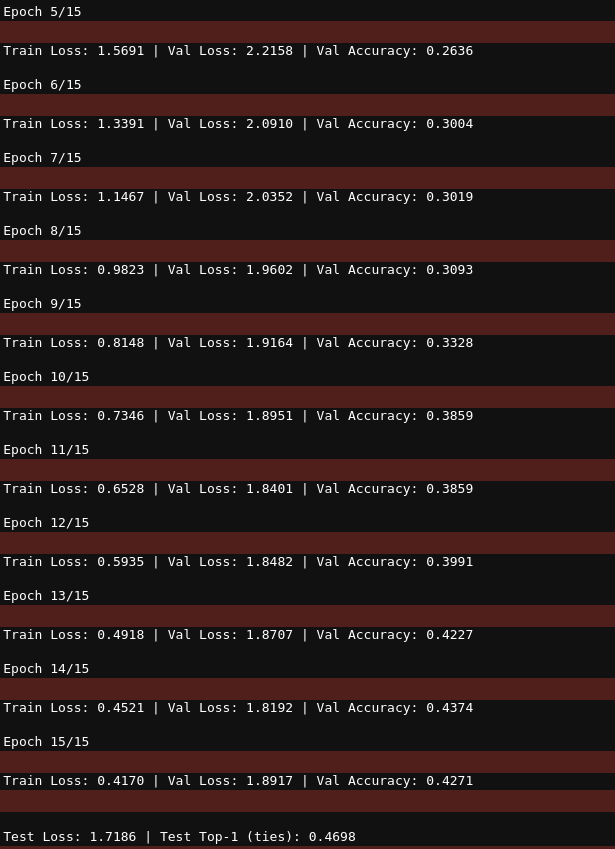 Epoch 5/15
Train Loss: 1.5691 | Val Loss: 2.2158 | Val Accuracy: 0.2636
Epoch 6/15
Train Loss: 1.3391 | Val Loss: 2.0910 | Val Accuracy: 0.3004
Epoch 7/15
Train Loss: 1.1467 | Val Loss: 2.0352 | Val Accuracy: 0.3019
Epoch 8/15
Train Loss: 0.9823 | Val Loss: 1.9602 | Val Accuracy: 0.3093
Epoch 9/15
Train Loss: 0.8148 | Val Loss: 1.9164 | Val Accuracy: 0.3328
Epoch 10/15
Train Loss: 0.7346 | Val Loss: 1.8951 | Val Accuracy: 0.3859
Epoch 11/15
Train Loss: 0.6528 | Val Loss: 1.8401 | Val Accuracy: 0.3859
Epoch 12/15
Train Loss: 0.5935 | Val Loss: 1.8482 | Val Accuracy: 0.3991
Epoch 13/15
Train Loss: 0.4918 | Val Loss: 1.8707 | Val Accuracy: 0.4227
Epoch 14/15
Train Loss: 0.4521 | Val Loss: 1.8192 | Val Accuracy: 0.4374
Epoch 15/15
Train Loss: 0.4170 | Val Loss: 1.8917 | Val Accuracy: 0.4271
Test Loss: 1.7186 | Test Top-1 (ties): 0.4698